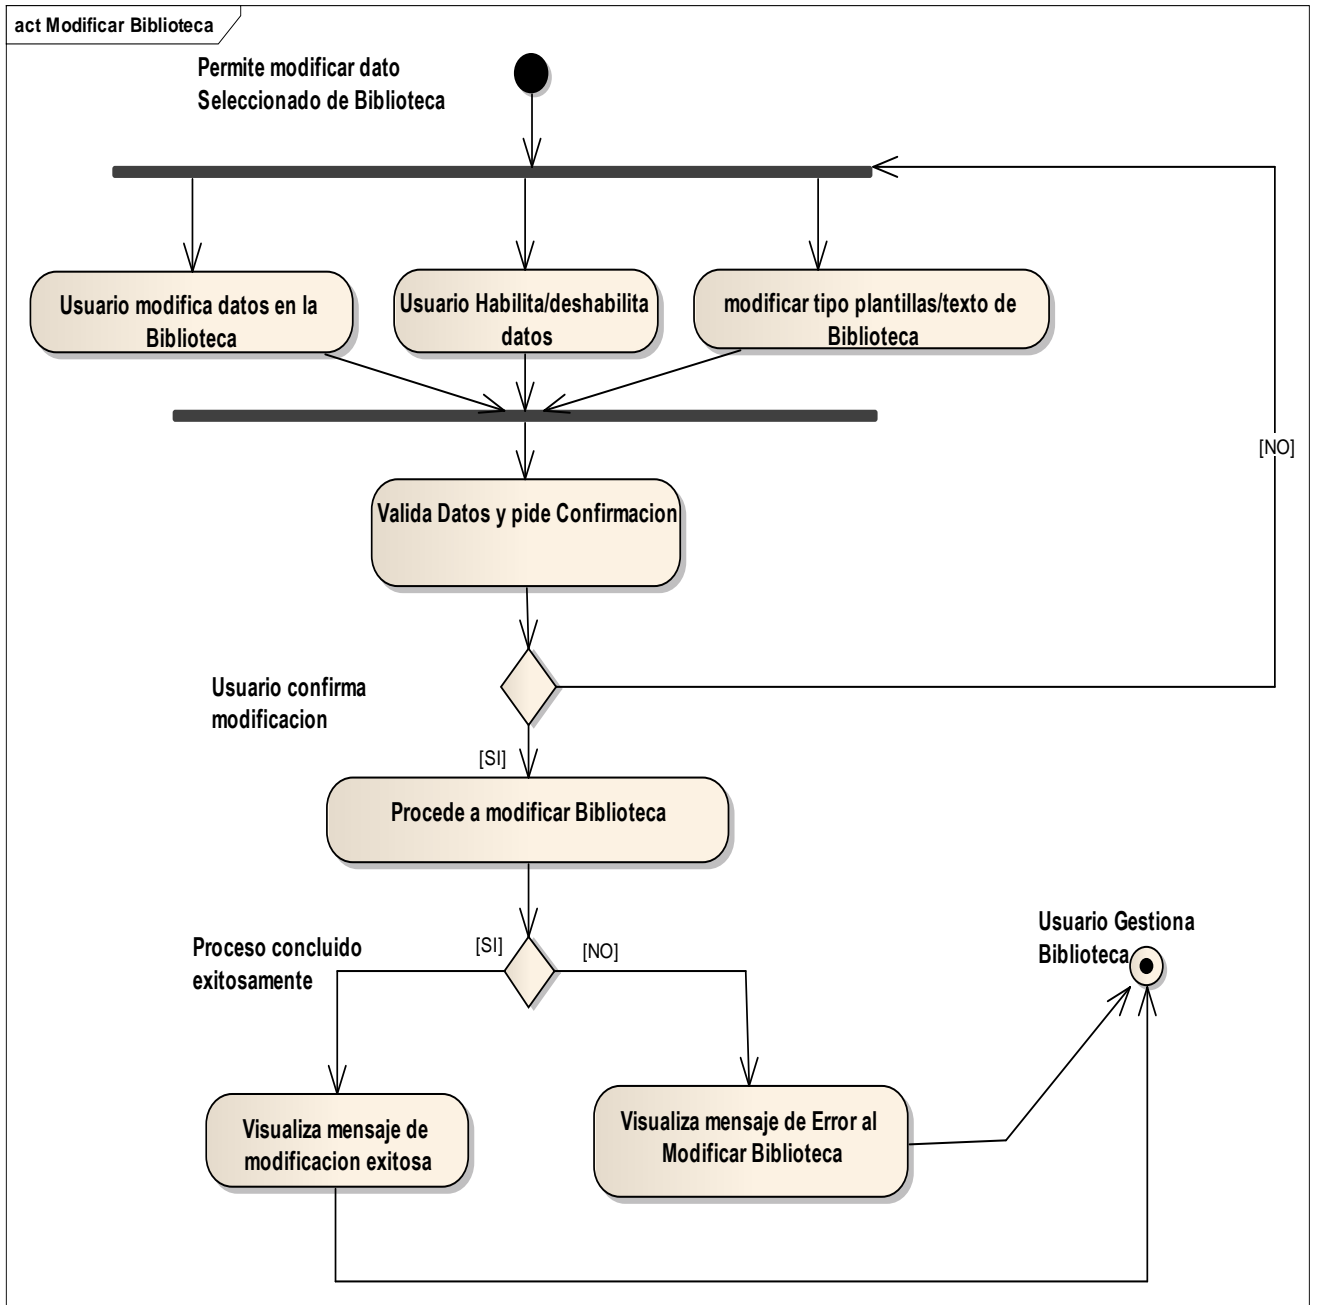 act Modificar Biblioteca
Permite modificar dato
Seleccionado de Biblioteca
Usuario modifica datos en la
Biblioteca
Usuario Habilita/deshabilita
datos
modificar tipo plantillas/texto de
Biblioteca
[NO]
Valida Datos y pide Confirmacion
Usuario confirma
modificacion
[SI]
Procede a modificar Biblioteca
Proceso concluido
exitosamente
[SI]
[NO]
Usuario Gestiona
Biblioteca
Visualiza mensaje de
modificacion exitosa
Visualiza mensaje de Error al
Modificar Biblioteca